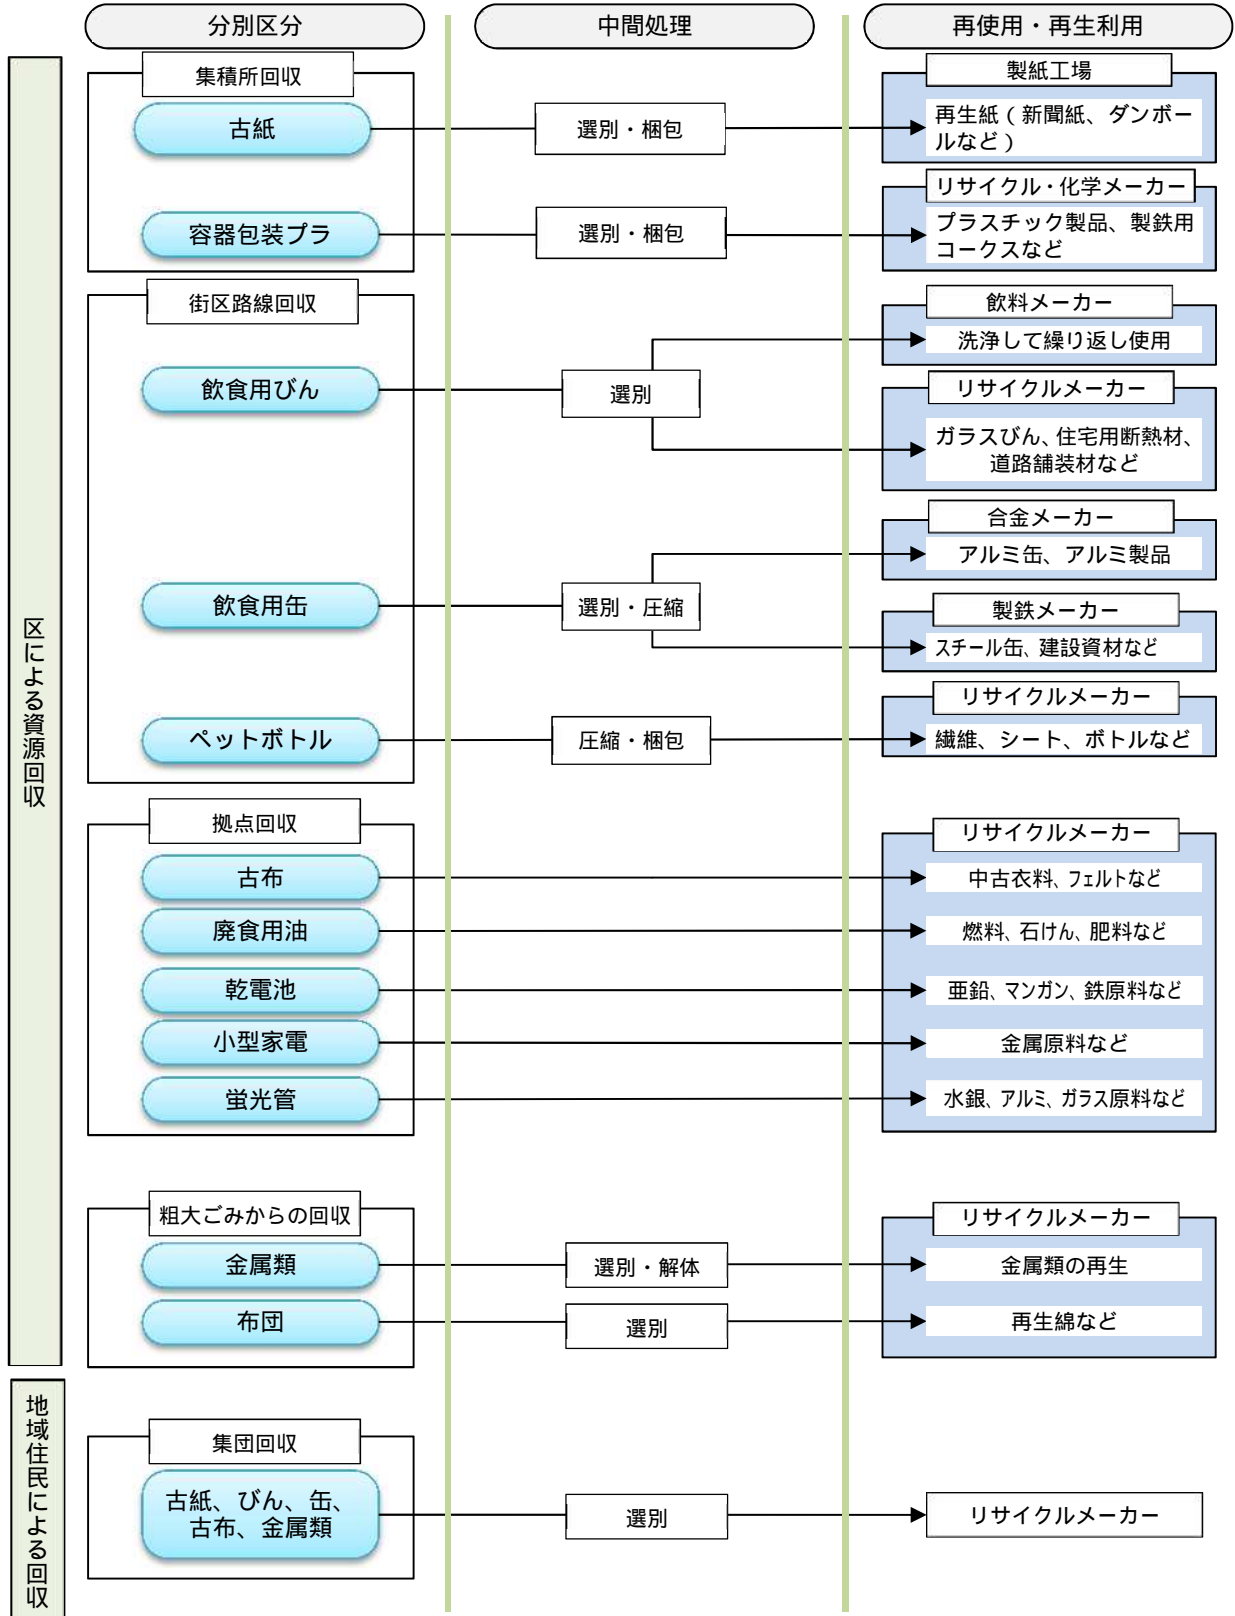 分別区分
中間処理
再使用・再生利用
区による資源回収
集積所回収
古紙
選別・梱包
製紙工場
再生紙（新聞紙、ダンボー
ルなど）
容器包装プラ
選別・梱包
リサイクル・化学メーカー
プラスチック製品、製鉄用
コークスなど
街区路線回収
飲食用びん
選別
飲料メーカー
洗浄して繰り返し使用
リサイクルメーカー
ガラスびん、住宅用断熱材、
道路舗装材など
飲食用缶
選別・圧縮
合金メーカー
アルミ缶、アルミ製品
製鉄メーカー
スチール缶、建設資材など
ペットボトル
圧縮・梱包
リサイクルメーカー
繊維、シート、ボトルなど
拠点回収
リサイクルメーカー
古布
中古衣料、フェルトなど
廃食用油
燃料、石けん、肥料など
乾電池
亜鉛、マンガン、鉄原料など
小型家電
金属原料など
蛍光管
水銀、アルミ、ガラス原料など
粗大ごみからの回収
リサイクルメーカー
金属類
選別・解体
金属類の再生
布団
選別
再生綿など
地域住民による回収
集団回収
古紙、びん、缶、
古布、金属類
選別
リサイクルメーカー